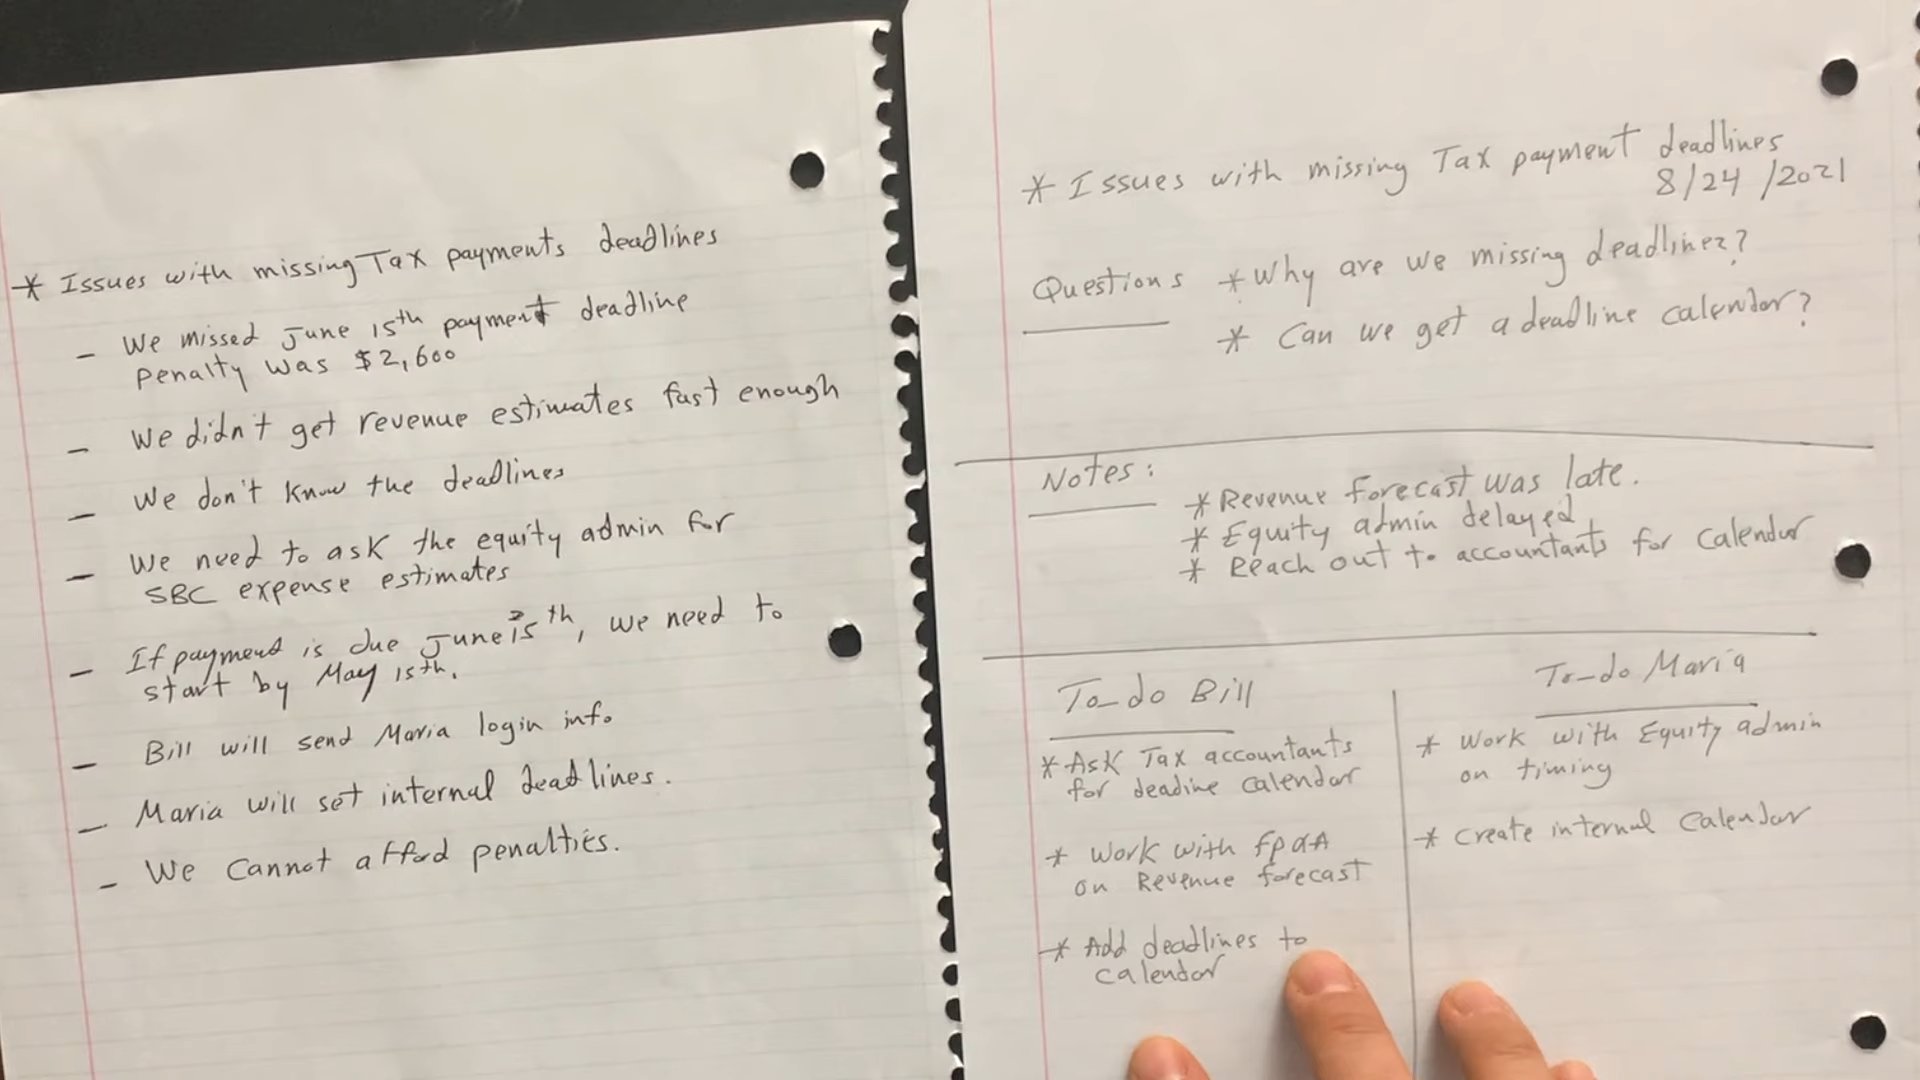 * Issues with missing Tax payments deadlines
- We missed June 15th payment deadline
penalty was $2,600
- We didn't get revenue estimates fast enough
- We don't know the deadlines
- We need to ask the equity admin for
SBC expense estimates
- If payment is due June 15th, we need to
start by May 15th.
- Bill will send Maria login info
- Maria will set internal deadlines.
- We cannot afford penalties.
* Issues with missing Tax payment deadlines
8/24/2021
Questions * Why are we missing deadlines?
* Can we get a deadline calendar?
Notes:
* Revenue forecast was late.
* Equity admin delayed
* Reach out to accountants for calendar
To-do Bill
* Ask Tax accountants
for deadine calendar
* Work with fp&A
on Revenue forecast
* Add deadlines to
calendar
To-do Maria
* Work with Equity admin
on timing
* create internal calendar